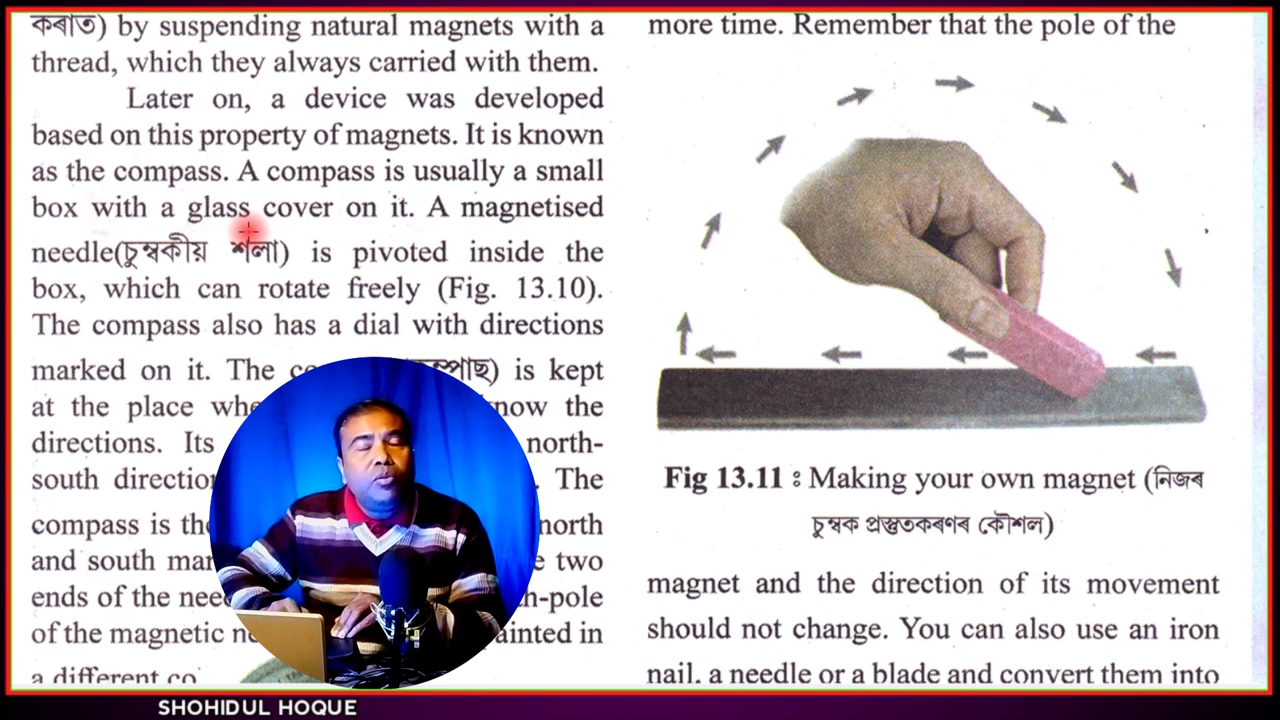 কৰাত) by suspending natural magnets with a
thread, which they always carried with them.
Later on, a device was developed
based on this property of magnets. It is known
as the compass. A compass is usually a small
box with a glass cover on it. A magnetised
needle(চুম্বকীয় শলা) is pivoted inside the
box, which can rotate freely (Fig. 13.10).
The compass also has a dial with directions
marked on it. The is kept
at the place know the
directions. Its north-
south The
compass is north
and south two
ends of the
of the magnetic in
a different
more time. Remember that the pole of the
Fig 13.11 : Making your own magnet (নিজৰ
চুম্বক প্ৰস্তুতকৰণৰ কৌশল)
magnet and the direction of its movement
should not change. You can also use an iron
nail, a needle or a blade and convert them into
SHOHIDUL HOQUE